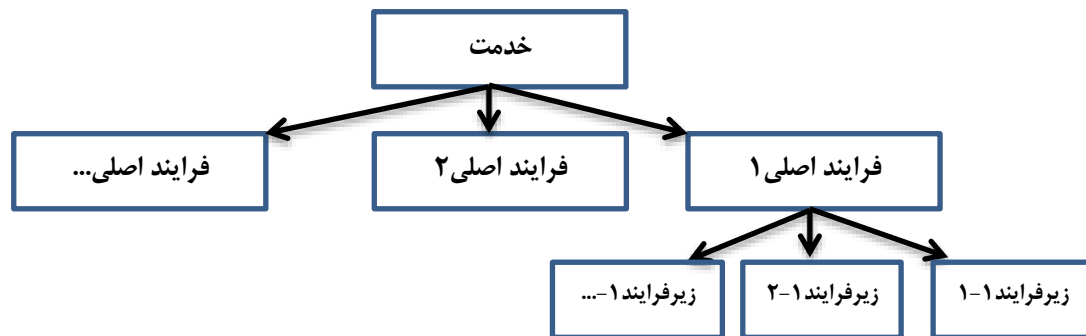 خدمت
فرایند اصلی۱
فرایند اصلی۲
فرایند اصلی...
زیرفرایند۱-۱
زیرفرایند۱-۲
زیرفرایند۱-...